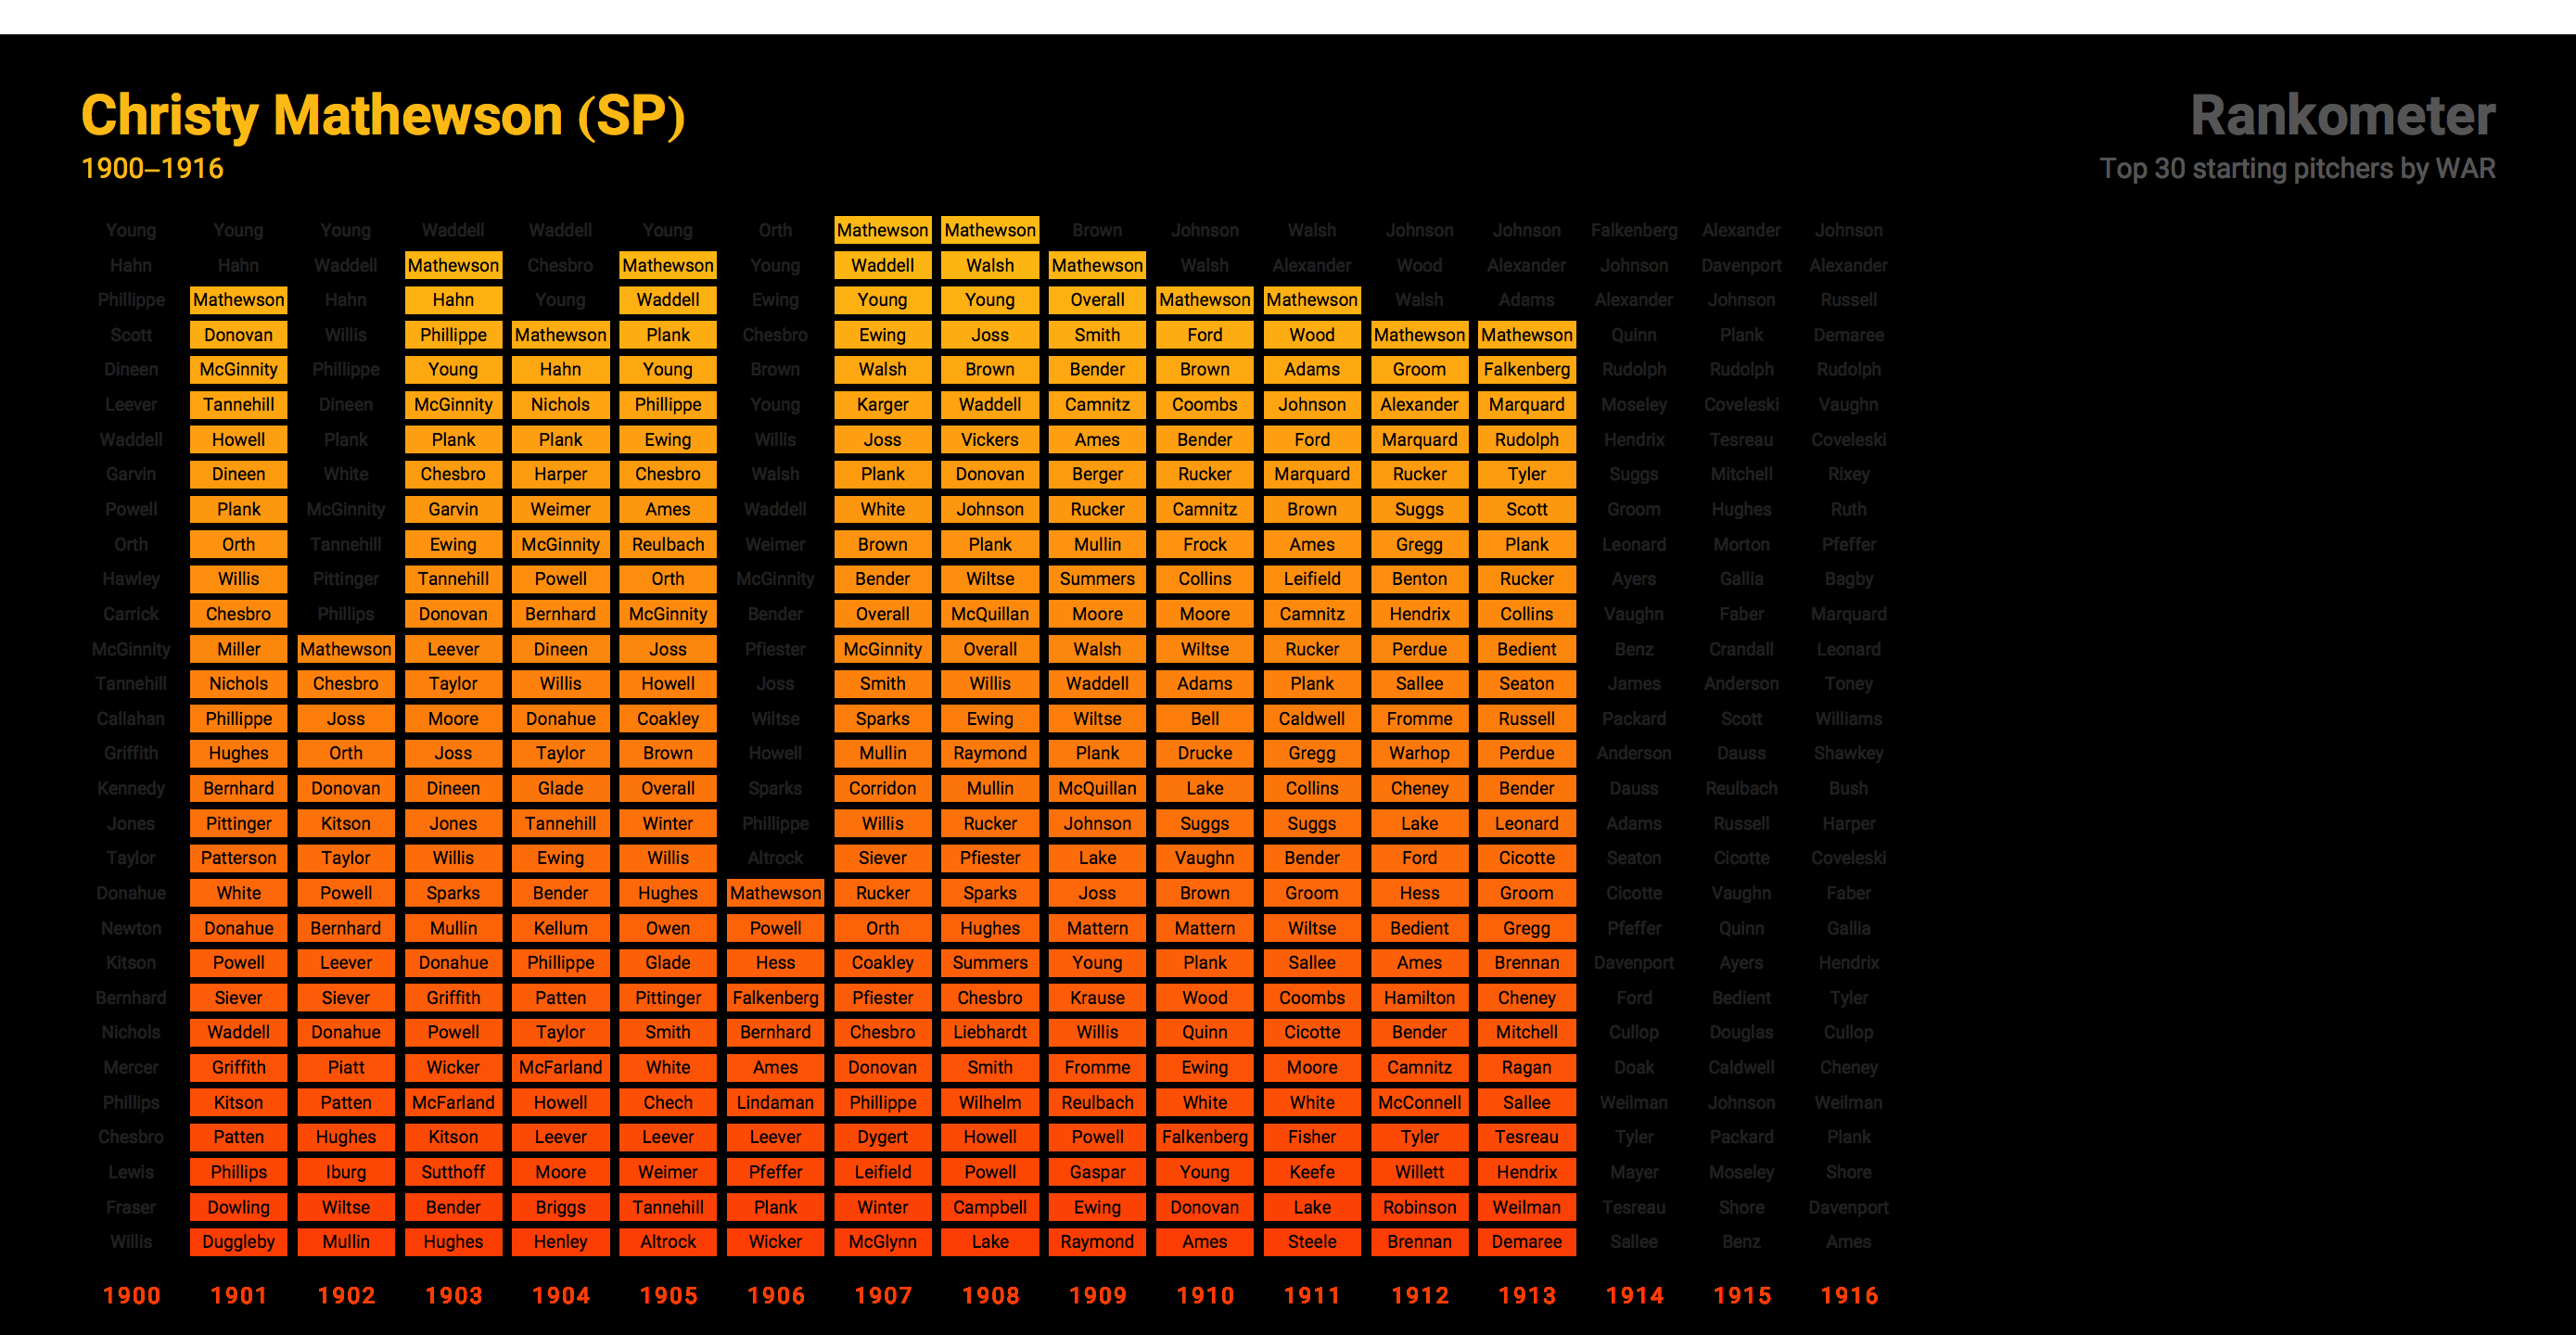 Christy Mathewson (SP)
Rankometer
1900–1916
Top 30 starting pitchers by WAR
Young Young Young Waddell Waddell Young Orth Mathewson Mathewson Brown Johnson Walsh Johnson Johnson Falkenberg Alexander Johnson
Hahn Hahn Waddell Mathewson Chesbro Mathewson Young Waddell Walsh Mathewson Walsh Alexander Wood Alexander Johnson Davenport Alexander
Phillippe Mathewson Hahn Hahn Young Waddell Ewing Young Young Overall Mathewson Mathewson Walsh Adams Alexander Johnson Russell
Scott Donovan Willis Phillippe Mathewson Plank Chesbro Ewing Joss Smith Ford Wood Mathewson Mathewson Quinn Plank Demaree
Dineen McGinnity Phillippe Young Hahn Young Brown Walsh Brown Bender Brown Adams Groom Falkenberg Rudolph Rudolph Rudolph
Leever Tannehill Dineen McGinnity Nichols Phillippe Young Karger Waddell Camnitz Coombs Johnson Alexander Marquard Moseley Coveleski Vaughn
Waddell Howell Plank Plank Plank Ewing Willis Joss Vickers Ames Bender Ford Marquard Rudolph Hendrix Tesreau Coveleski
Garvin Dineen White Chesbro Harper Chesbro Walsh Plank Donovan Berger Rucker Marquard Rucker Tyler Suggs Mitchell Rixey
Powell Plank McGinnity Garvin Weimer Ames Waddell White Johnson Rucker Camnitz Brown Suggs Scott Groom Hughes Ruth
Orth Orth Tannehill Ewing McGinnity Reulbach Weimer Brown Plank Mullin Frock Ames Gregg Plank Leonard Morton Pfeffer
Hawley Willis Pittinger Tannehill Powell Orth McGinnity Bender Wiltse Summers Collins Leifield Benton Rucker Ayers Gallia Bagby
Carrick Chesbro Phillips Donovan Bernhard McGinnity Bender Overall McQuillan Moore Moore Camnitz Hendrix Collins Vaughn Faber Marquard
McGinnity Miller Mathewson Leever Dineen Joss Pfiester McGinnity Overall Walsh Wiltse Rucker Perdue Bedient Benz Crandall Leonard
Tannehill Nichols Chesbro Taylor Willis Howell Joss Smith Willis Waddell Adams Plank Sallee Seaton James Anderson Toney
Callahan Phillippe Joss Moore Donahue Coakley Wiltse Sparks Ewing Wiltse Bell Caldwell Fromme Russell Packard Scott Williams
Griffith Hughes Orth Joss Taylor Brown Howell Mullin Raymond Plank Drucke Gregg Warhop Perdue Anderson Dauss Shawkey
Kennedy Bernhard Donovan Dineen Glade Overall Sparks Corridon Mullin McQuillan Lake Collins Cheney Bender Dauss Reulbach Bush
Jones Pittinger Kitson Jones Tannehill Winter Phillippe Willis Rucker Johnson Suggs Suggs Lake Leonard Adams Russell Harper
Taylor Patterson Taylor Willis Ewing Willis Altrock Siever Pfiester Lake Vaughn Bender Ford Cicotte Seaton Cicotte Coveleski
Donahue White Powell Sparks Bender Hughes Mathewson Rucker Sparks Joss Brown Groom Hess Groom Cicotte Vaughn Faber
Newton Donahue Bernhard Mullin Kellum Owen Powell Orth Hughes Mattern Mattern Wiltse Bedient Gregg Pfeffer Quinn Gallia
Kitson Powell Leever Donahue Phillippe Glade Hess Coakley Summers Young Plank Sallee Ames Brennan Davenport Ayers Hendrix
Bernhard Siever Siever Griffith Patten Pittinger Falkenberg Pfiester Chesbro Krause Wood Coombs Hamilton Cheney Ford Bedient Tyler
Nichols Waddell Donahue Powell Taylor Smith Bernhard Chesbro Liebhardt Willis Quinn Cicotte Bender Mitchell Cullop Douglas Cullop
Mercer Griffith Piatt Wicker McFarland White Ames Donovan Smith Fromme Ewing Moore Camnitz Ragan Doak Caldwell Cheney
Phillips Kitson Patten McFarland Howell Chech Lindaman Phillippe Wilhelm Reulbach White White McConnell Sallee Weilman Johnson Weilman
Chesbro Patten Hughes Kitson Leever Leever Leever Dygert Howell Powell Falkenberg Fisher Tyler Tesreau Tyler Packard Plank
Lewis Phillips Iburg Sutthoff Moore Weimer Pfeffer Leifield Powell Gaspar Young Keefe Willett Hendrix Mayer Moseley Shore
Fraser Dowling Wiltse Bender Briggs Tannehill Plank Winter Campbell Ewing Donovan Lake Robinson Weilman Tesreau Shore Davenport
Willis Duggleby Mullin Hughes Henley Altrock Wicker McGlynn Lake Raymond Ames Steele Brennan Demaree Sallee Benz Ames
1900 1901 1902 1903 1904 1905 1906 1907 1908 1909 1910 1911 1912 1913 1914 1915 1916